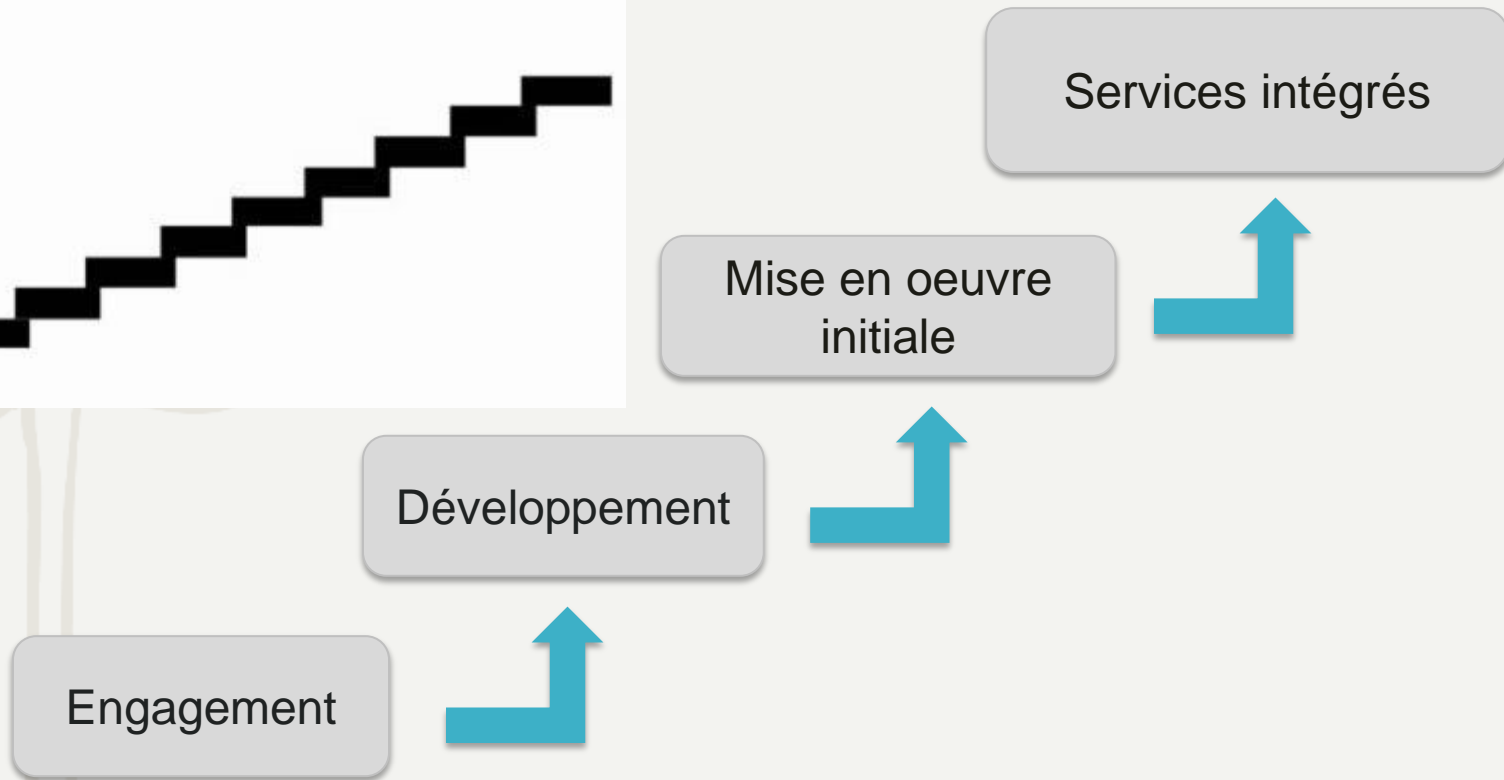 Services intégrés
Mise en oeuvre
initiale
Développement
Engagement